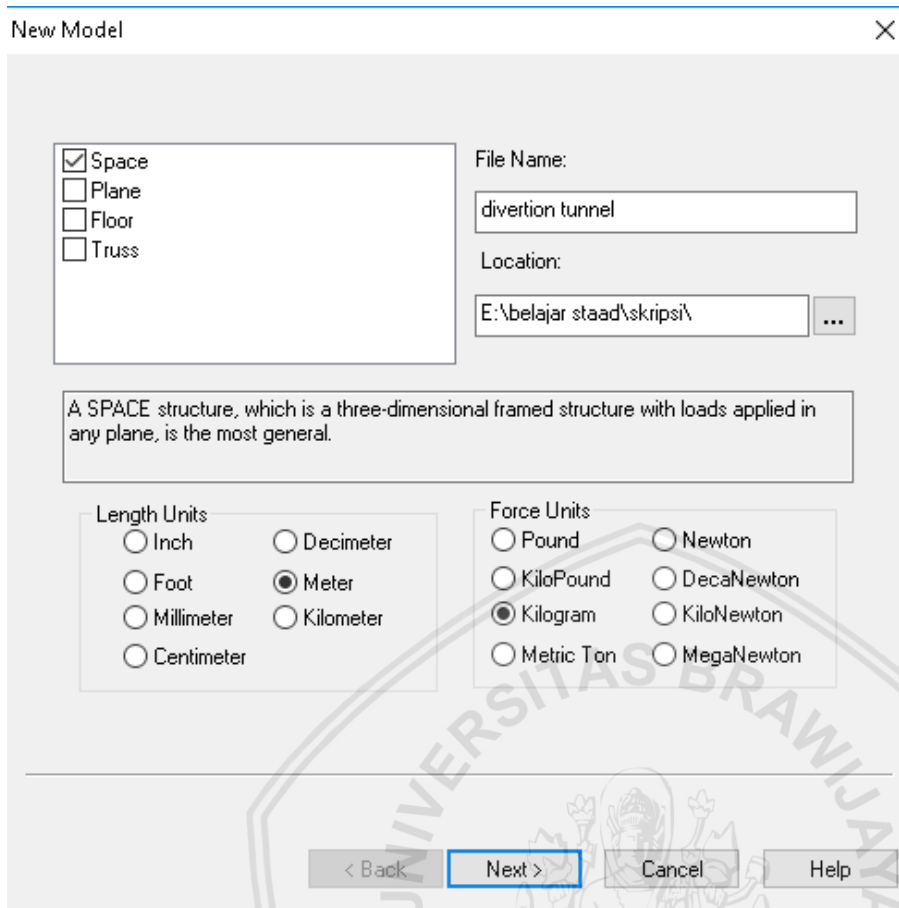 New Model
Space
Plane
Floor
Truss
File Name:
divertion tunnel
Location:
E:\belajar staad\skripsi\
...
A SPACE structure, which is a three-dimensional framed structure with loads applied in
any plane, is the most general.
Length Units
Inch
Decimeter
Foot
Meter
Millimeter
Kilometer
Centimeter
Force Units
Pound
Newton
KiloPound
DecaNewton
Kilogram
KiloNewton
Metric Ton
MegaNewton
< Back
Next >
Cancel
Help
UNIVERSITAS BRAWIJAYA